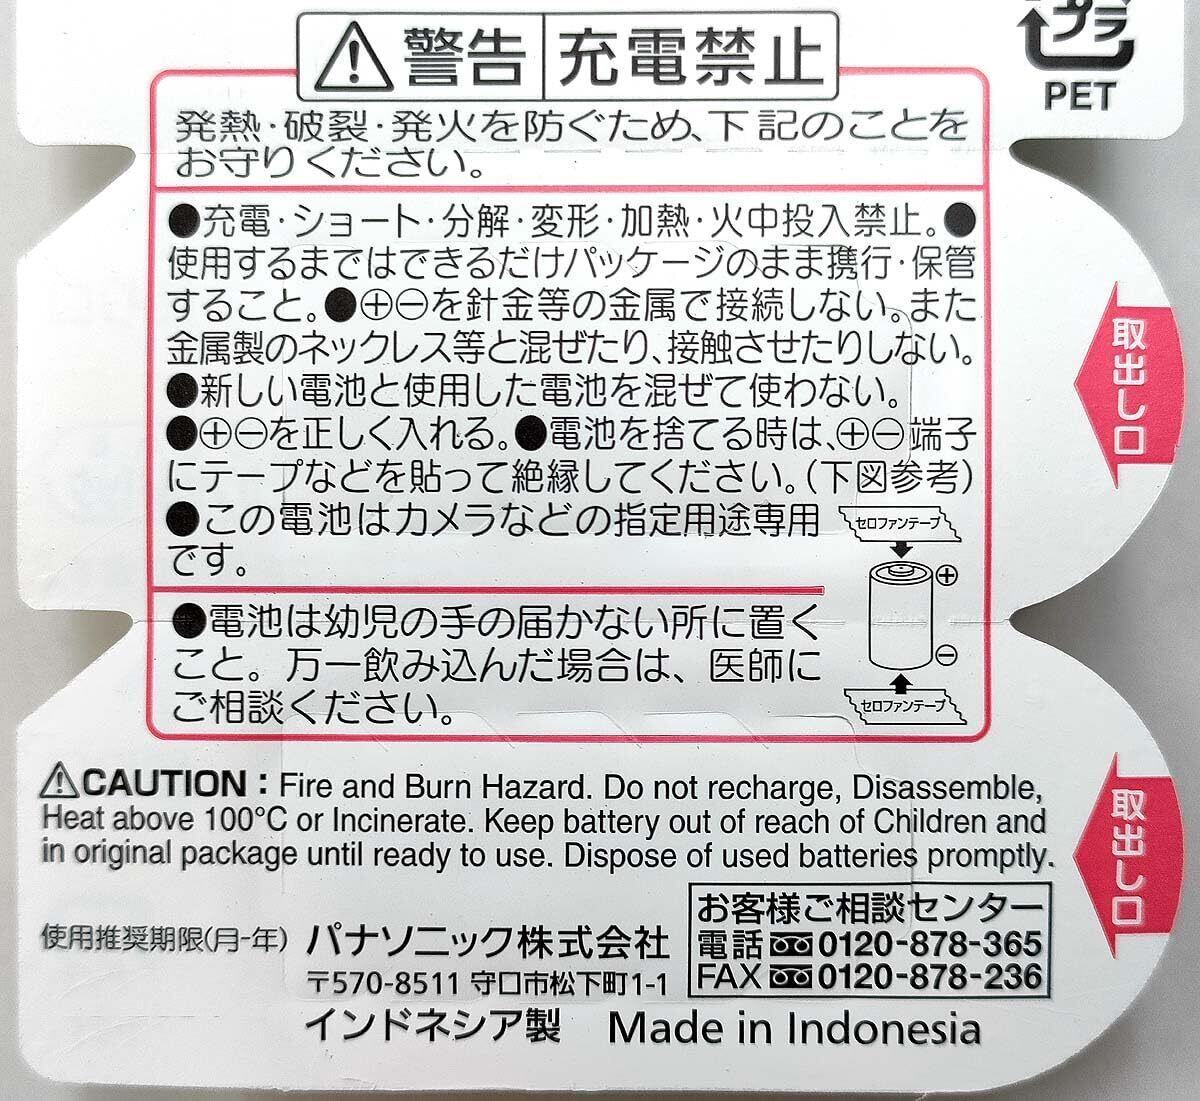 プラ
PET
⚠警告 充電禁止
発熱・破裂・発火を防ぐため、下記のことを
お守りください。
●充電・ショート・分解・変形・加熱・火中投入禁止。●
使用するまではできるだけパッケージのまま携行・保管
すること。●⊕⊖を針金等の金属で接続しない。また
金属製のネックレス等と混ぜたり、接触させたりしない。
●新しい電池と使用した電池を混ぜて使わない。
●⊕⊖を正しく入れる。●電池を捨てる時は、⊕⊖端子
にテープなどを貼って絶縁してください。(下図参考)
●この電池はカメラなどの指定用途専用
です。
セロファンテープ
⊕
⊖
セロファンテープ
●電池は幼児の手の届かない所に置く
こと。万一飲み込んだ場合は、医師に
ご相談ください。
取出し口
取出し口
⚠CAUTION : Fire and Burn Hazard. Do not recharge, Disassemble,
Heat above 100°C or Incinerate. Keep battery out of reach of Children and
in original package until ready to use. Dispose of used batteries promptly.
使用推奨期限(月-年) パナソニック株式会社
〒570-8511 守口市松下町1-1
インドネシア製 Made in Indonesia
お客様ご相談センター
電話 0120-878-365
FAX 0120-878-236